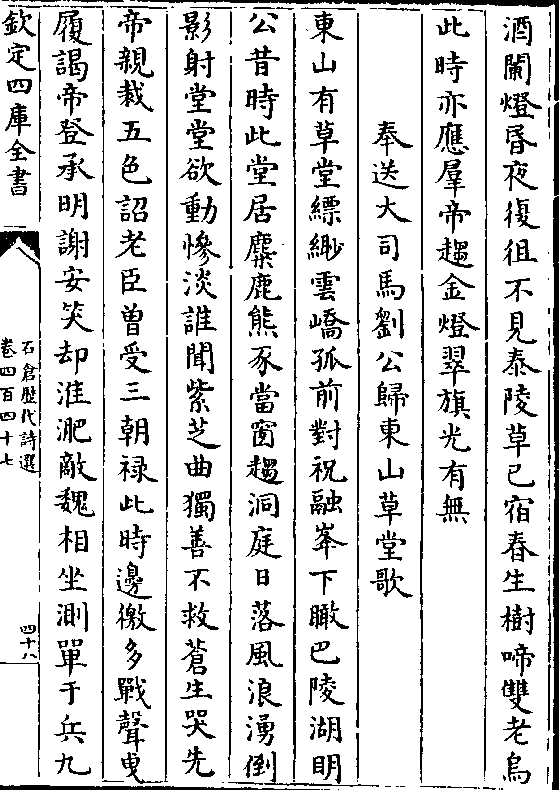 酒闌燈昏夜復徂不見泰陵草已宿春生樹啼雙老烏
此時亦應羣帝趨金燈翠旗光有無
奉送大司馬劉公歸東山草堂歌
東山有草堂縹緲雲嶠孤前對祝融峯下瞰巴陵湖明
公昔時此堂居麋鹿熊豕當窗趨洞庭日落風浪湧倒
影射堂堂欲動慘淡誰聞紫芝曲獨善不救蒼生哭先
帝親裁五色詔老臣曾受三朝禄此時邊徼多戰聲曳
履謁帝登承明謝安笑却淮淝敵魏相坐測單于兵九
欽定四庫全書
石倉歷代詩選
卷四百四十七
四十八